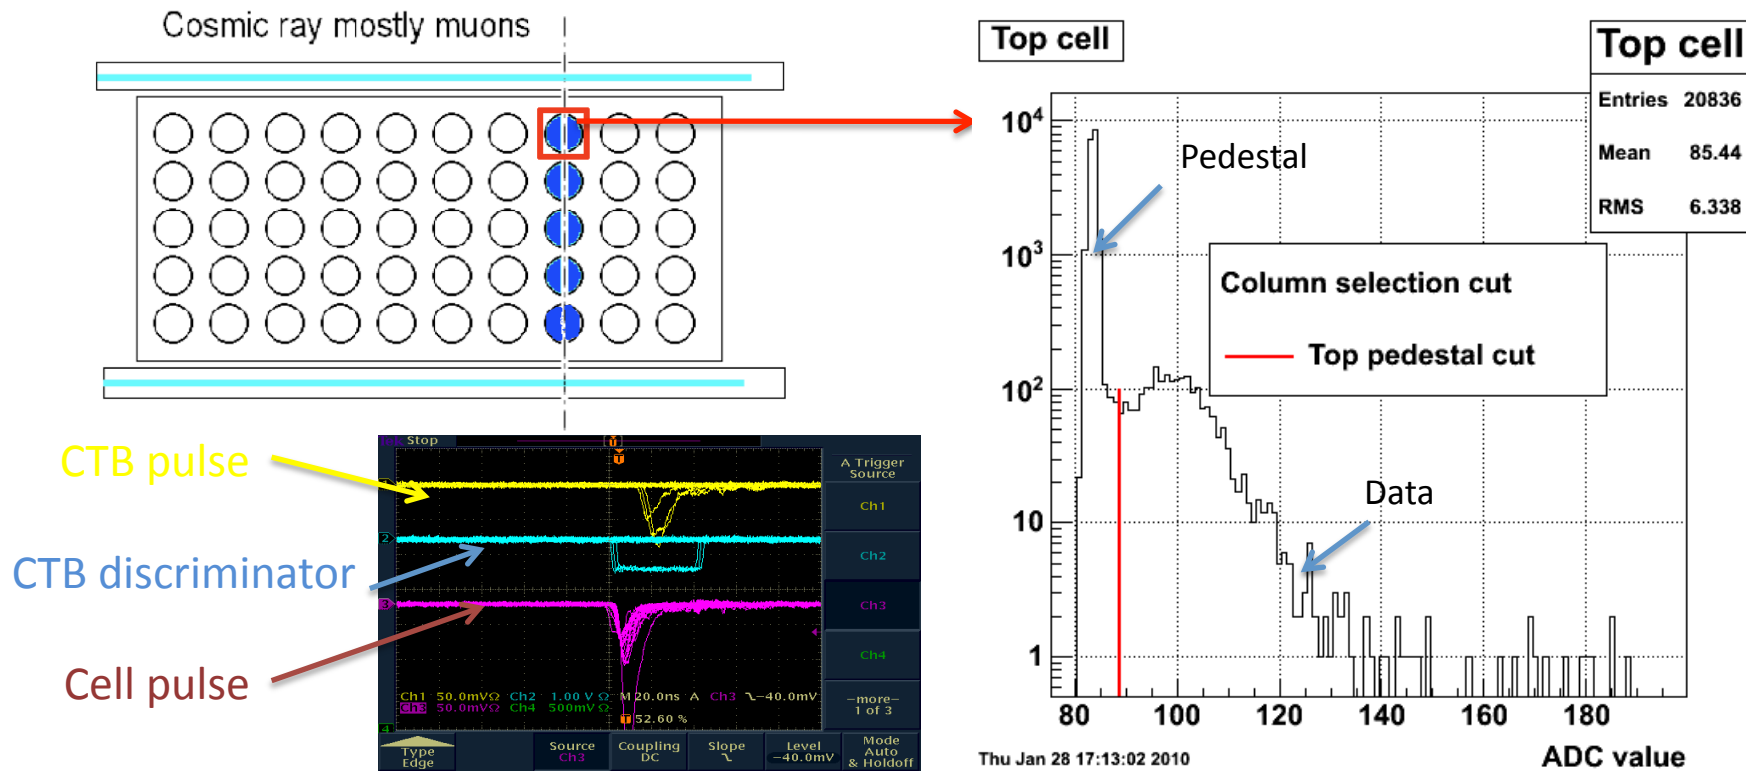 Cosmic ray mostly muons
Top cell
Top cell
Entries 20836
Mean 85.44
RMS 6.338
10⁴
10³
10²
10
1
Pedestal
Column selection cut
Top pedestal cut
Data
80 100 120 140 160 180
ADC value
Thu Jan 28 17:13:02 2010
CTB pulse
CTB discriminator
Cell pulse
Stop
T
T
2
3
4
A Trigger
Source
Ch1
Ch2
Ch3
Ch4
–more–
1 of 3
Ch1 50.0mVΩ Ch2 1.00 V Ω M 20.0ns A Ch3 -40.0mV
Ch3 50.0mVΩ Ch4 500mVΩ
T 52.60 %
Type
Edge
Source
Ch3
Coupling
DC
Slope
Level
-40.0mV
Mode
Auto
& Holdoff